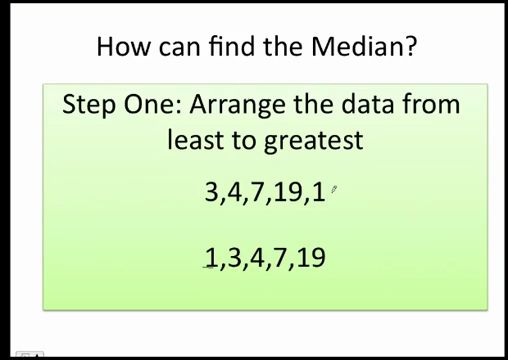 How can find the Median?
Step One: Arrange the data from
least to greatest
3,4,7,19,1
1,3,4,7,19